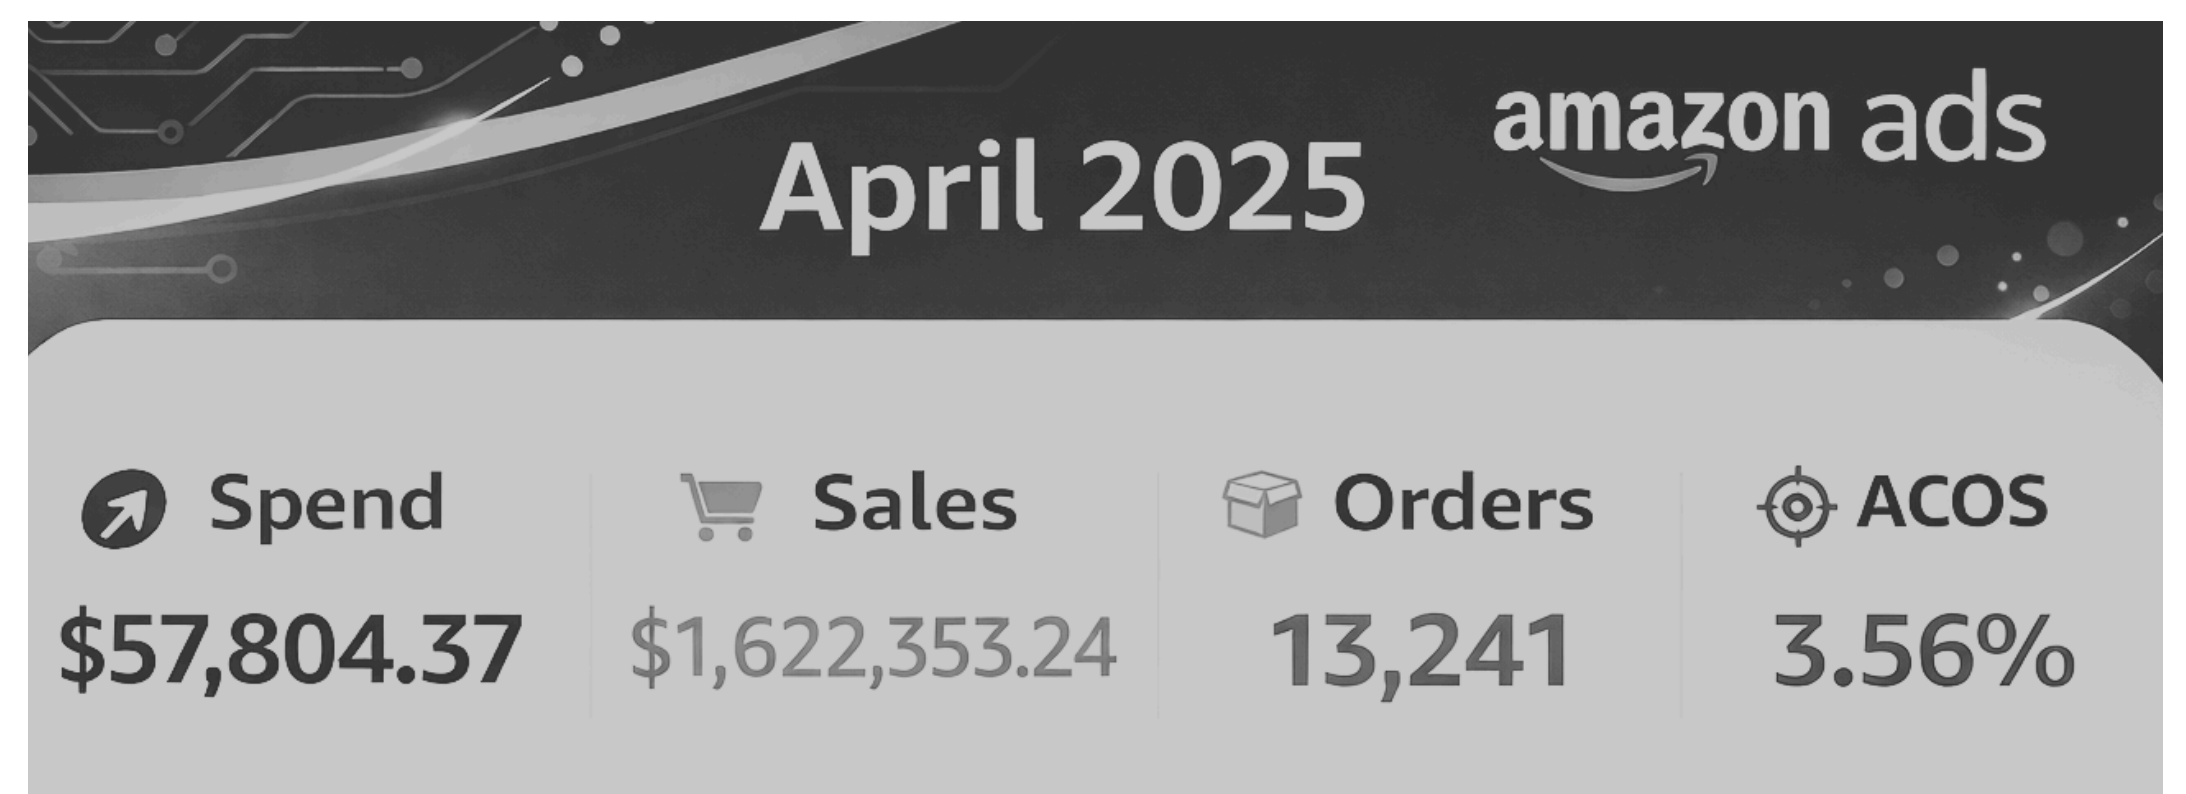 amazon ads
April 2025
Spend Sales Orders ACOS
$57,804.37 $1,622,353.24 13,241 3.56%